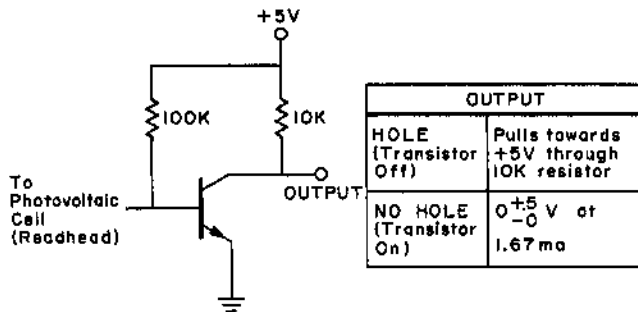 +5V
100K
10K
To
Photovoltaic
Cell
(Readhead)
OUTPUT
OUTPUT
HOLE
(Transistor
Off)
Pulls towards
+5V through
10K resistor
NO HOLE
(Transistor
On)
0 +.5 -0 V at
1.67 ma